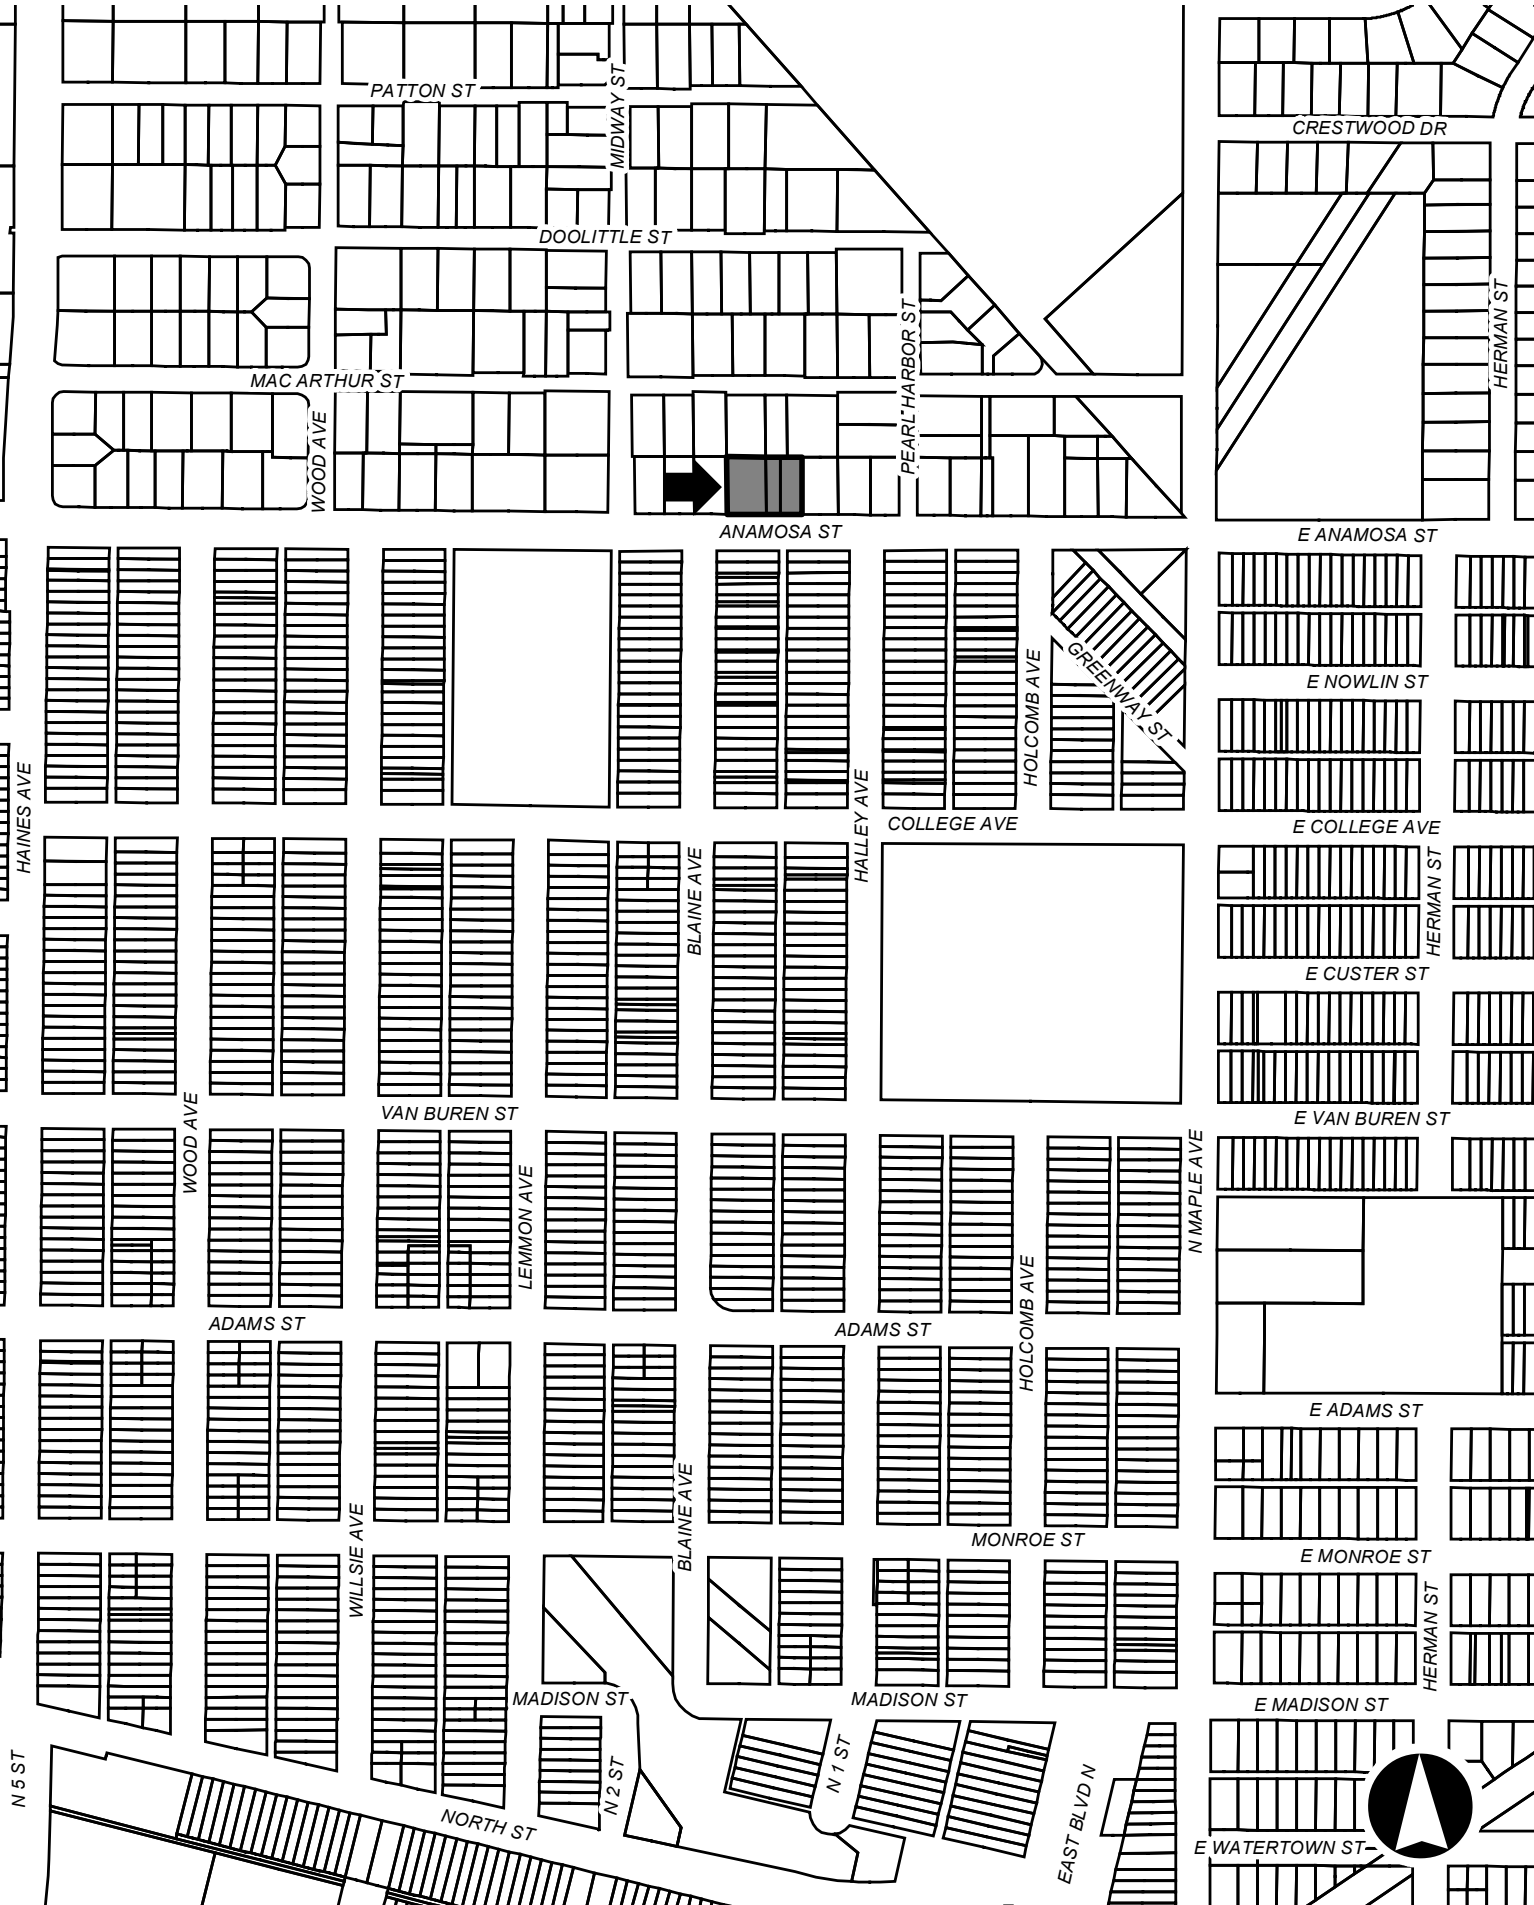 PATTON ST
MIDWAY ST
CRESTWOOD DR
DOOLITTLE ST
HERMAN ST
PEARL HARBOR ST
MAC ARTHUR ST
WOOD AVE
ANAMOSA ST
E ANAMOSA ST
GREENWAY ST
HOLCOMB AVE
E NOWLIN ST
HAINES AVE
HALLEY AVE
COLLEGE AVE
E COLLEGE AVE
BLAINE AVE
HERMAN ST
E CUSTER ST
WOOD AVE
VAN BUREN ST
E VAN BUREN ST
LEMMON AVE
N MAPLE AVE
HOLCOMB AVE
ADAMS ST
ADAMS ST
E ADAMS ST
BLAINE AVE
WILLSIE AVE
MONROE ST
E MONROE ST
HERMAN ST
MADISON ST
MADISON ST
E MADISON ST
N 5 ST
N 2 ST
N 1 ST
EAST BLVD N
NORTH ST
E WATERTOWN ST